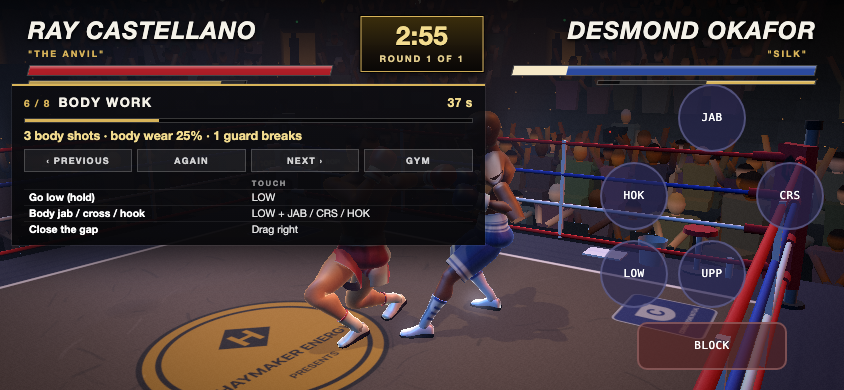 RAY CASTELLANO
"THE ANVIL"
2:55
ROUND 1 OF 1
DESMOND OKAFOR
"SILK"
6 / 8 BODY WORK
37 s
3 body shots · body wear 25% · 1 guard breaks
‹ PREVIOUS
AGAIN
NEXT ›
GYM
TOUCH
Go low (hold) LOW
Body jab / cross / hook LOW + JAB / CRS / HOK
Close the gap Drag right
JAB
HOK
CRS
LOW
UPP
BLOCK
H
HAYMAKER ENERGY
PRESENTS
C